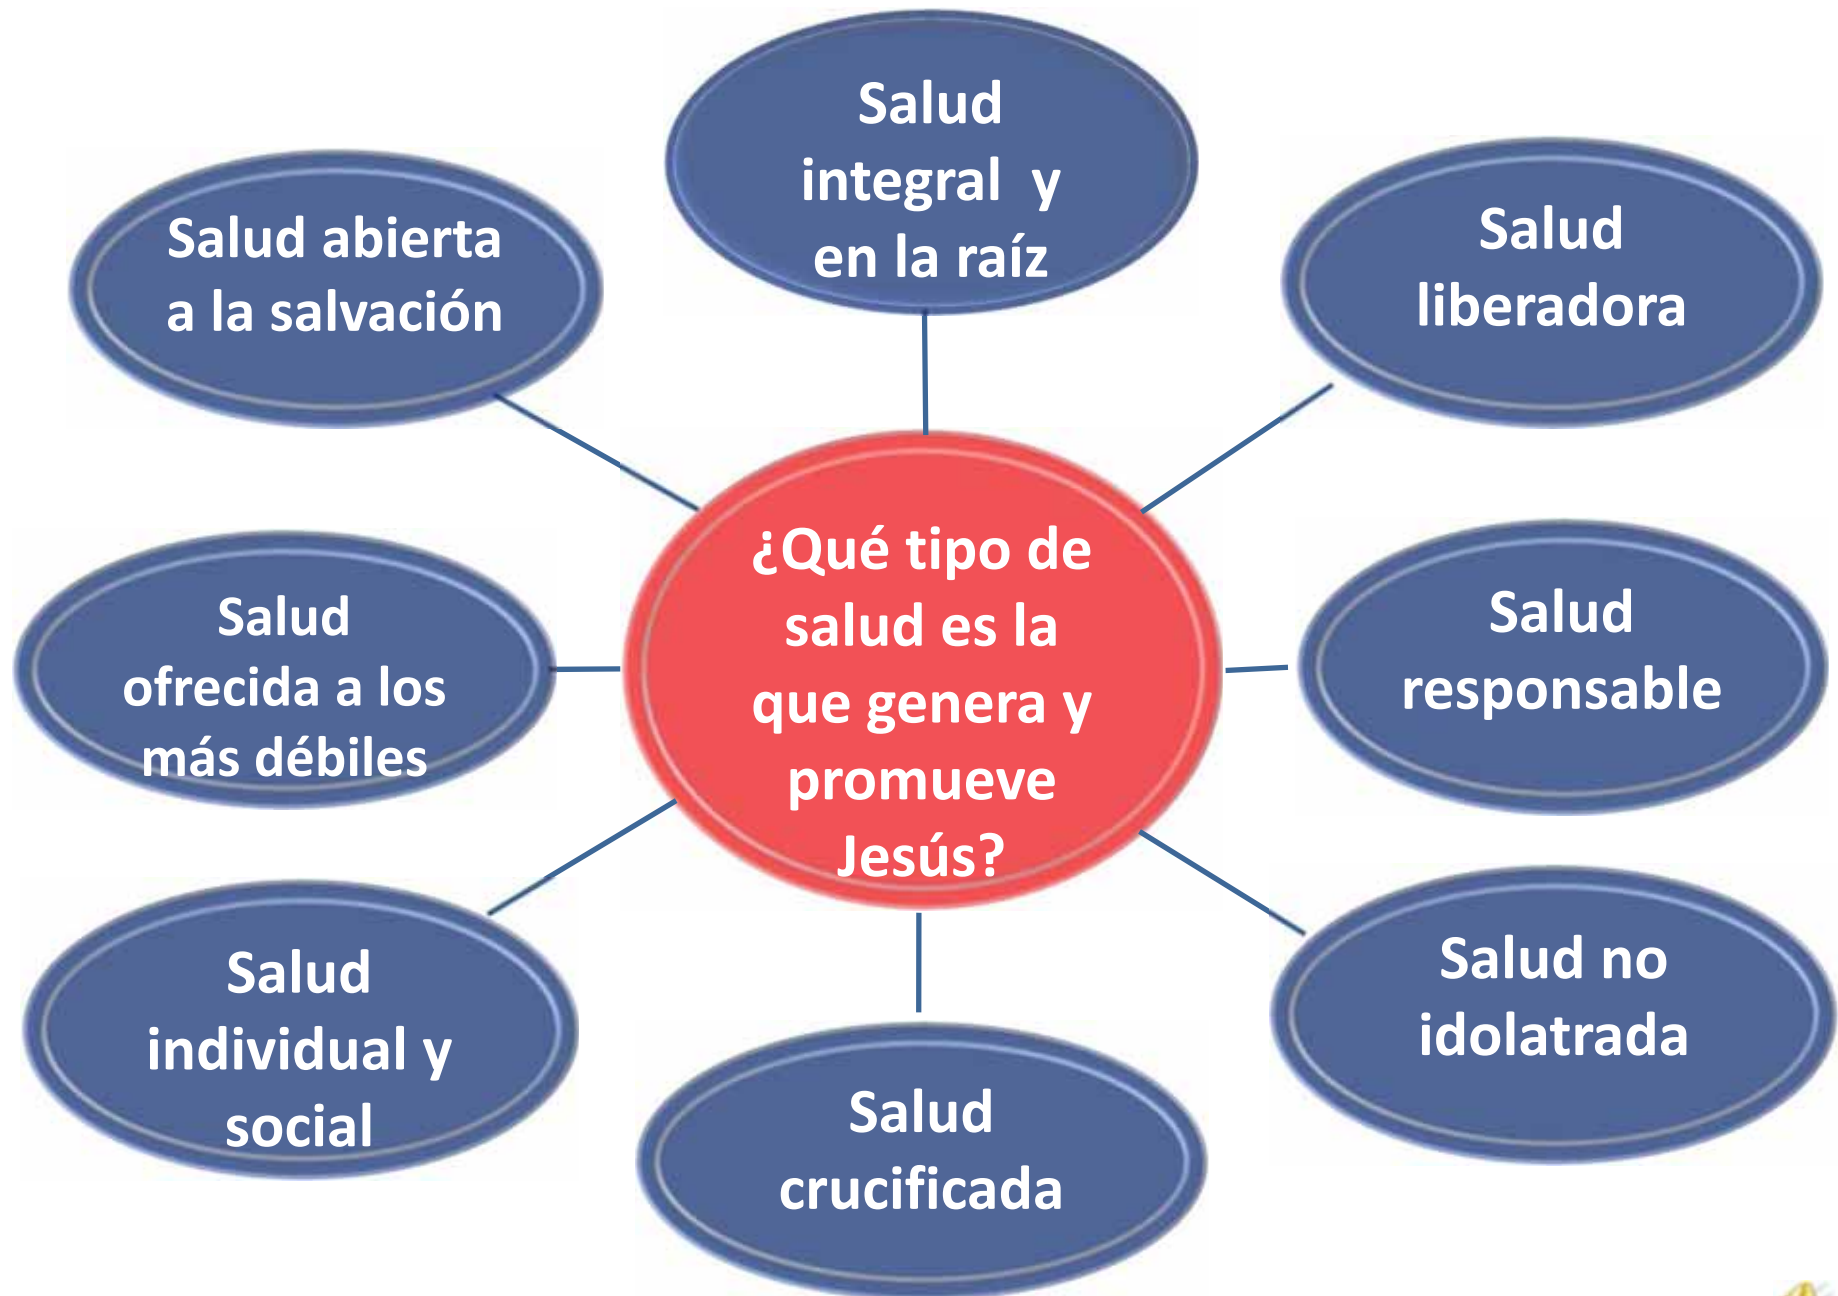 Salud
integral y
en la raíz
Salud abierta
a la salvación
Salud
liberadora
¿Qué tipo de
salud es la
que genera y
promueve
Jesús?
Salud
ofrecida a los
más débiles
Salud
responsable
Salud
individual y
social
Salud no
idolatrada
Salud
crucificada